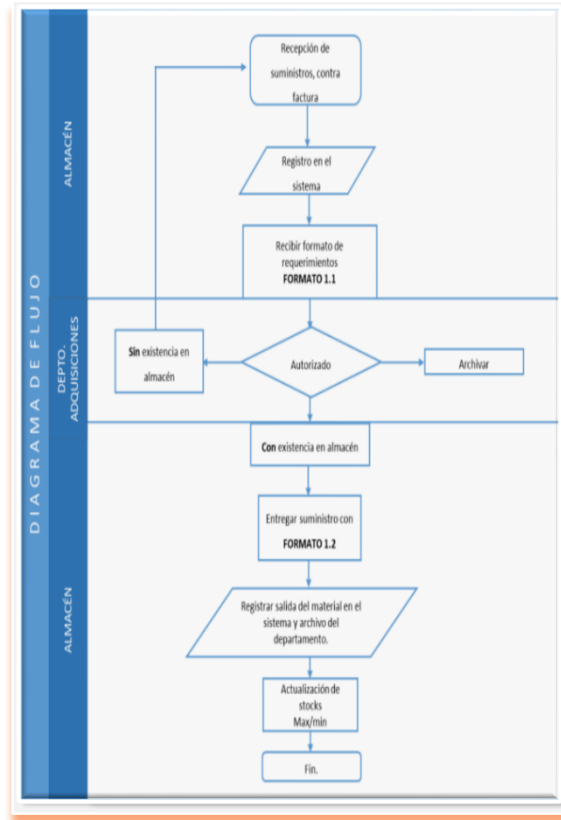 DIAGRAMA DE FLUJO
ALMACÉN
Recepción de
suministros, contra
factura
Registro en el
sistema
Recibir formato de
requerimientos
FORMATO 1.1
DEPTO.
ADQUISICIONES
Sin existencia en
almacén
Autorizado
Archivar
ALMACÉN
Con existencia en almacén
Entregar suministro con
FORMATO 1.2
Registrar salida del material en el
sistema y archivo del
departamento.
Actualización de
stocks
Max/min
Fin.